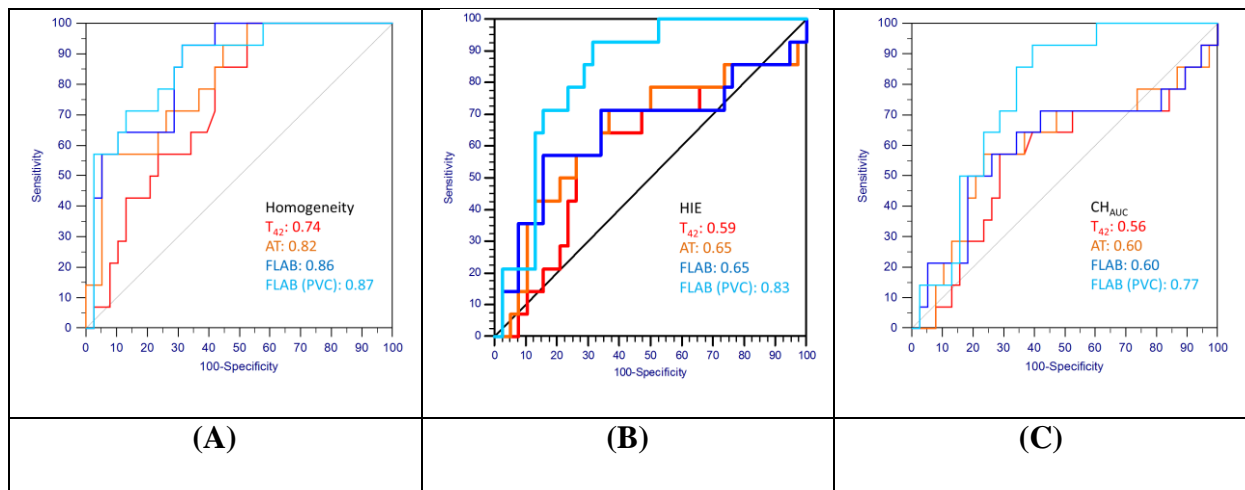 100
90
80
70
60
50
40
30
20
10
0
Sensitivity
Homogeneity
T₄₂: 0.74
AT: 0.82
FLAB: 0.86
FLAB (PVC): 0.87
0 10 20 30 40 50 60 70 80 90 100
100-Specificity
100
90
80
70
60
50
40
30
20
10
0
Sensitivity
HIE
T₄₂: 0.59
AT: 0.65
FLAB: 0.65
FLAB (PVC): 0.83
0 10 20 30 40 50 60 70 80 90 100
100-Specificity
100
90
80
70
60
50
40
30
20
10
0
Sensitivity
CH_AUC
T₄₂: 0.56
AT: 0.60
FLAB: 0.60
FLAB (PVC): 0.77
0 10 20 30 40 50 60 70 80 90 100
100-Specificity
(A)
(B)
(C)